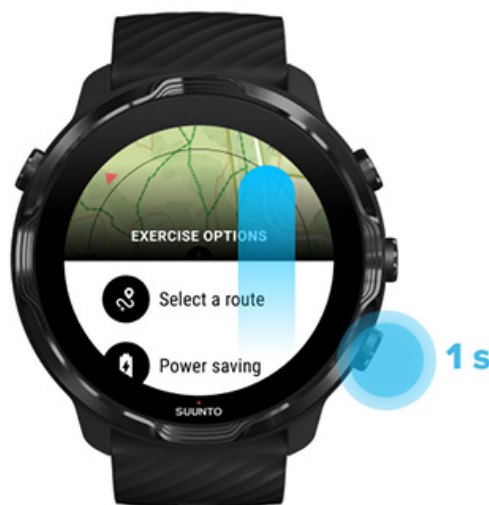 EXERCISE OPTIONS
Select a route
Power saving
SUUNTO
1 s